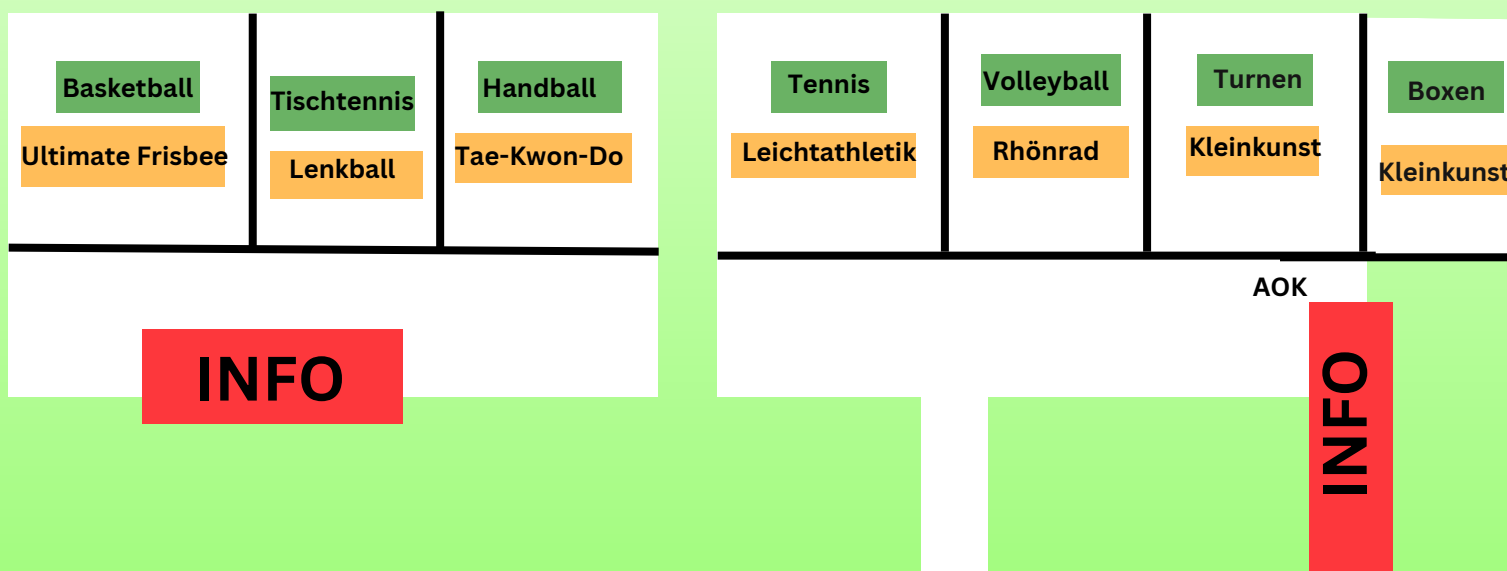 Basketball
Ultimate Frisbee
Tischtennis
Lenkball
Handball
Tae-Kwon-Do
Tennis
Leichtathletik
Volleyball
Rhönrad
Turnen
Kleinkunst
Boxen
Kleinkunst
AOK
INFO
INFO